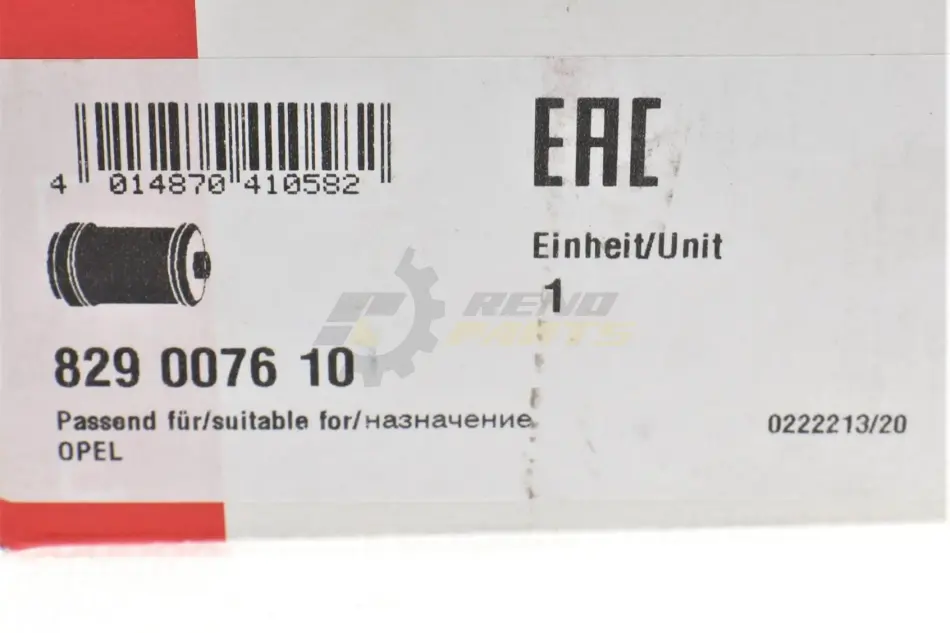 EAC
4 014870 410582
Einheit/Unit
1
RENO
PARTS
829 0076 10
Passend für/suitable for/назначение
OPEL
0222213/20